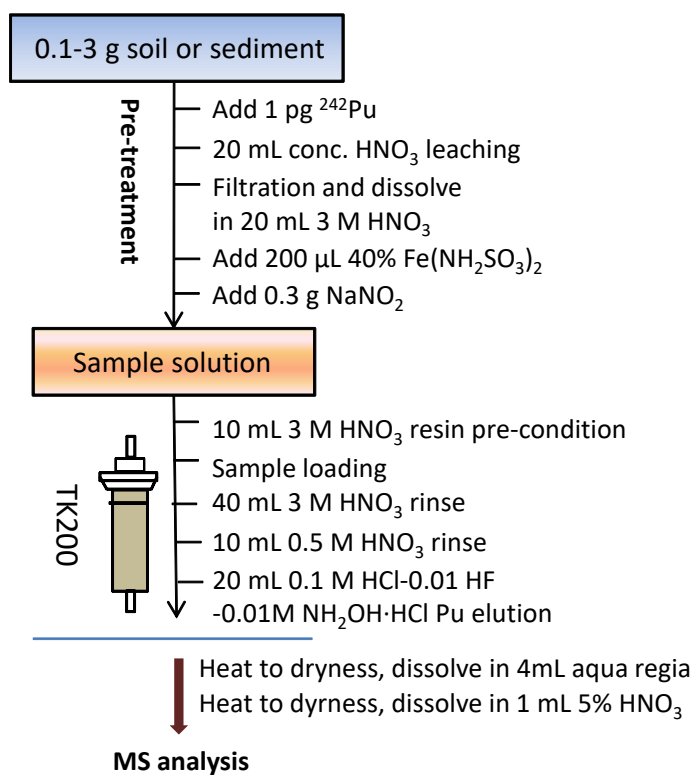 0.1-3 g soil or sediment
Pre-treatment
Add 1 pg ²⁴²Pu
20 mL conc. HNO₃ leaching
Filtration and dissolve
in 20 mL 3 M HNO₃
Add 200 µL 40% Fe(NH₂SO₃)₂
Add 0.3 g NaNO₂
Sample solution
TK200
10 mL 3 M HNO₃ resin pre-condition
Sample loading
40 mL 3 M HNO₃ rinse
10 mL 0.5 M HNO₃ rinse
20 mL 0.1 M HCl-0.01 HF
-0.01M NH₂OH·HCl Pu elution
Heat to dryness, dissolve in 4mL aqua regia
Heat to dyrness, dissolve in 1 mL 5% HNO₃
MS analysis